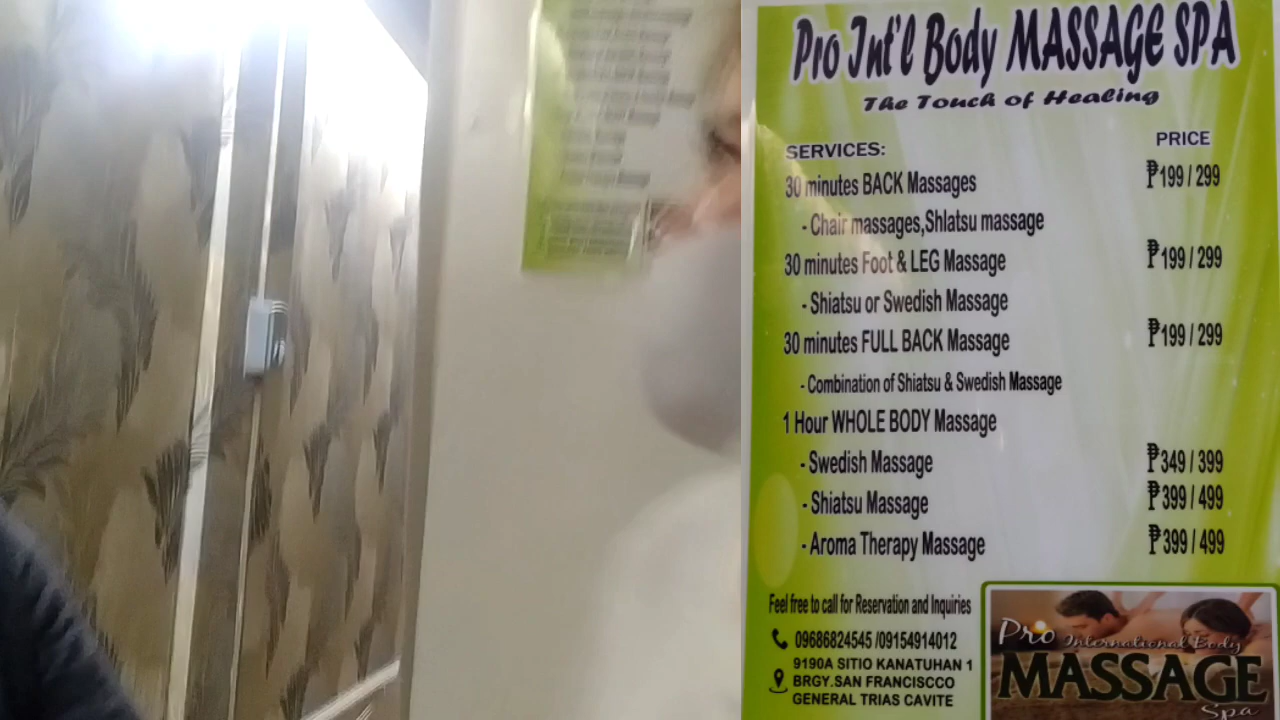 Pro Int'l Body MASSAGE SPA
The Touch of Healing
SERVICES: PRICE
30 minutes BACK Massages ₱199 / 299
- Chair massages,Shlatsu massage
30 minutes Foot & LEG Massage ₱199 / 299
- Shiatsu or Swedish Massage
30 minutes FULL BACK Massage ₱199 / 299
- Combination of Shiatsu & Swedish Massage
1 Hour WHOLE BODY Massage
- Swedish Massage ₱349 / 399
- Shiatsu Massage ₱399 / 499
- Aroma Therapy Massage ₱399 / 499
Feel free to call for Reservation and Inquiries
09686824545 /09154914012
9190A SITIO KANATUHAN 1
BRGY.SAN FRANCISCCO
GENERAL TRIAS CAVITE
Pro International Body
MASSAGE
Spa